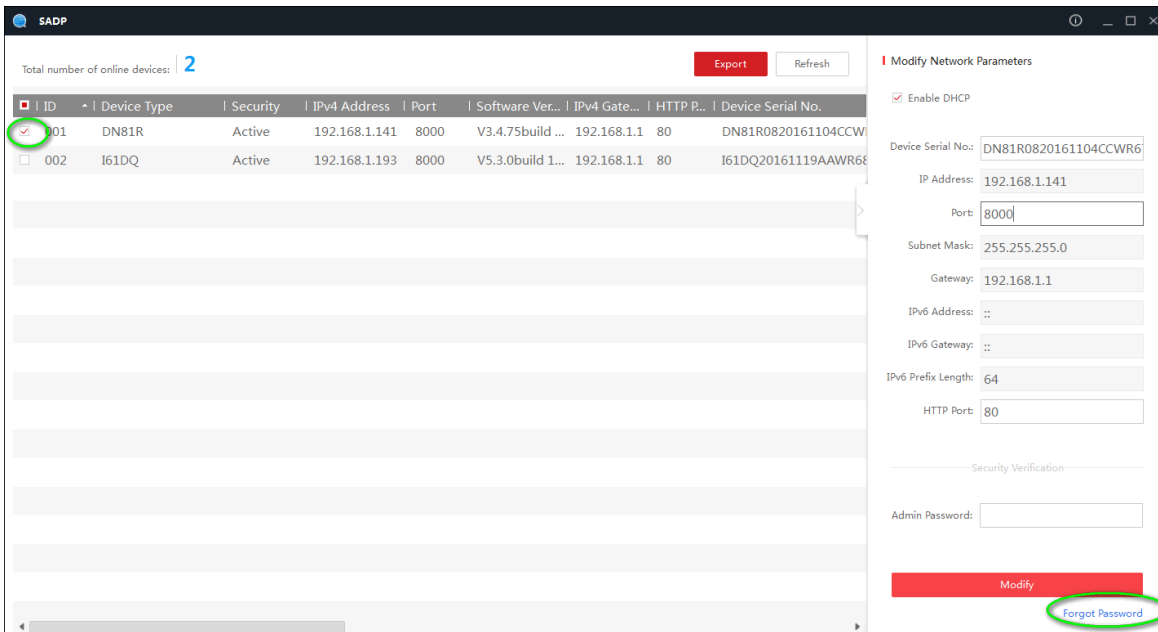 SADP
Total number of online devices: 2
Export
Refresh
ID Device Type Security IPv4 Address Port Software Ver... IPv4 Gate... HTTP P... Device Serial No.
001 DN81R Active 192.168.1.141 8000 V3.4.75build ... 192.168.1.1 80 DN81R0820161104CCW
002 I61DQ Active 192.168.1.193 8000 V5.3.0build 1... 192.168.1.1 80 I61DQ20161119AAWR68
Modify Network Parameters
Enable DHCP
Device Serial No.: DN81R0820161104CCWR6
IP Address: 192.168.1.141
Port: 8000
Subnet Mask: 255.255.255.0
Gateway: 192.168.1.1
IPv6 Address: ::
IPv6 Gateway: ::
IPv6 Prefix Length: 64
HTTP Port: 80
Security Verification
Admin Password:
Modify
Forgot Password